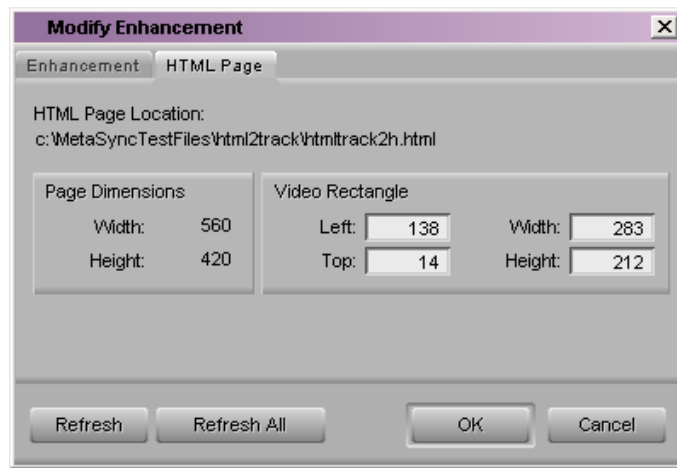 Modify Enhancement
Enhancement HTML Page
HTML Page Location:
c:\MetaSyncTestFiles\html2track\htmltrack2h.html
Page Dimensions
Width: 560
Height: 420
Video Rectangle
Left: 138 Width: 283
Top: 14 Height: 212
Refresh Refresh All OK Cancel